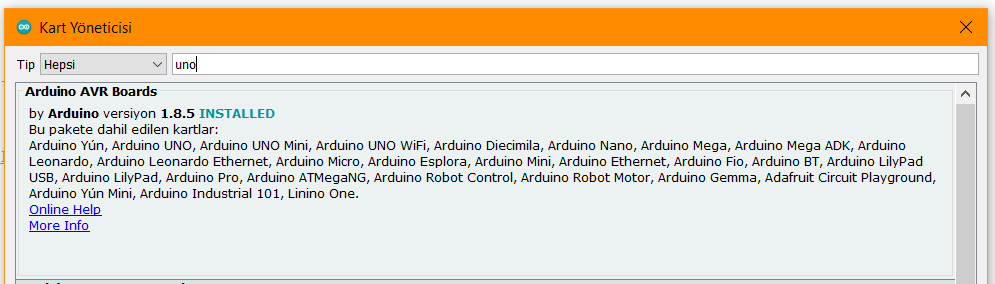 Kart Yöneticisi
Tip Hepsi uno
Arduino AVR Boards
by Arduino versiyon 1.8.5 INSTALLED
Bu pakete dahil edilen kartlar:
Arduino Yún, Arduino UNO, Arduino UNO Mini, Arduino UNO WiFi, Arduino Diecimila, Arduino Nano, Arduino Mega, Arduino Mega ADK, Arduino
Leonardo, Arduino Leonardo Ethernet, Arduino Micro, Arduino Esplora, Arduino Mini, Arduino Ethernet, Arduino Fio, Arduino BT, Arduino LilyPad
USB, Arduino LilyPad, Arduino Pro, Arduino ATMegaNG, Arduino Robot Control, Arduino Robot Motor, Arduino Gemma, Adafruit Circuit Playground,
Arduino Yún Mini, Arduino Industrial 101, Linino One.
Online Help
More Info